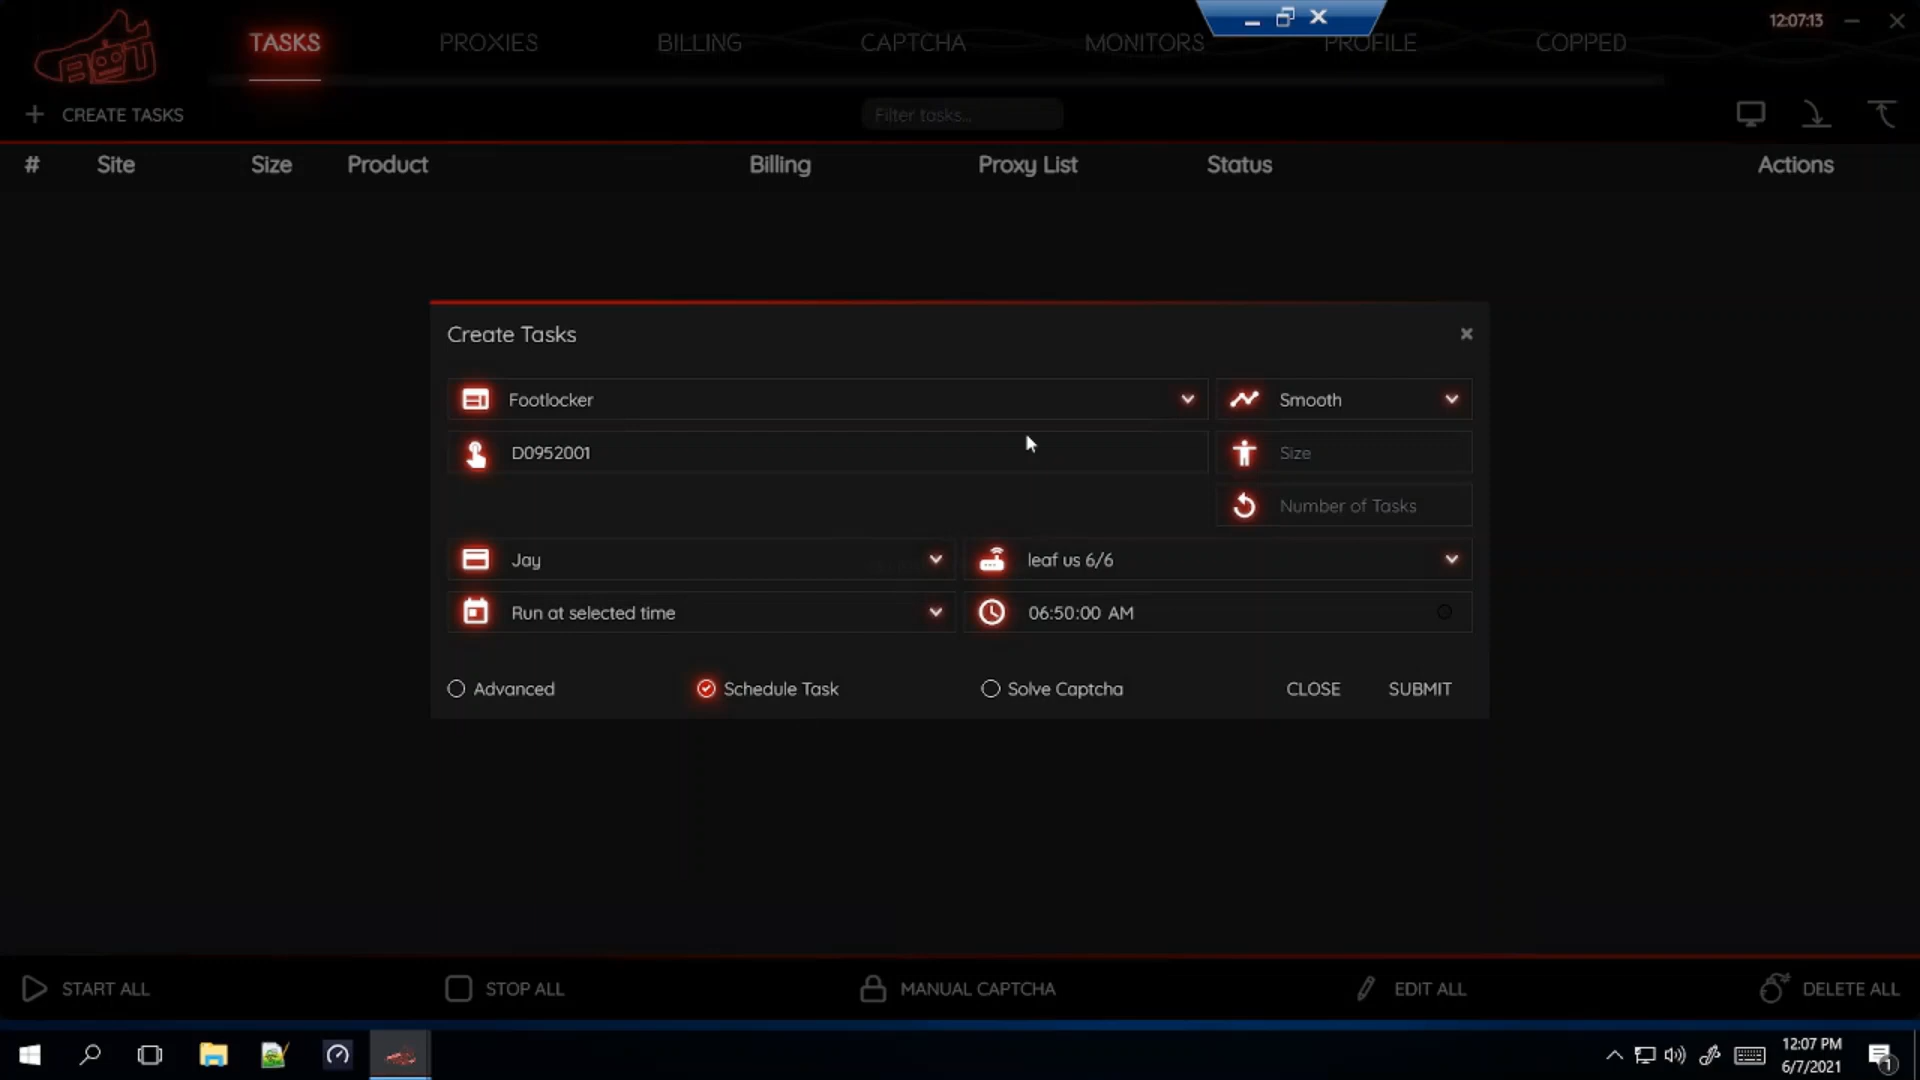 BOT
TASKS
PROXIES
BILLING
CAPTCHA
MONITORS
PROFILE
COPPED
12:07:13
CREATE TASKS
Filter tasks...
# Site Size Product Billing Proxy List Status Actions
Create Tasks
Footlocker
Smooth
D0952001
Size
Number of Tasks
Jay
leaf us 6/6
Run at selected time
06:50:00 AM
Advanced
Schedule Task
Solve Captcha
CLOSE
SUBMIT
START ALL
STOP ALL
MANUAL CAPTCHA
EDIT ALL
DELETE ALL
12:07 PM
6/7/2021
1